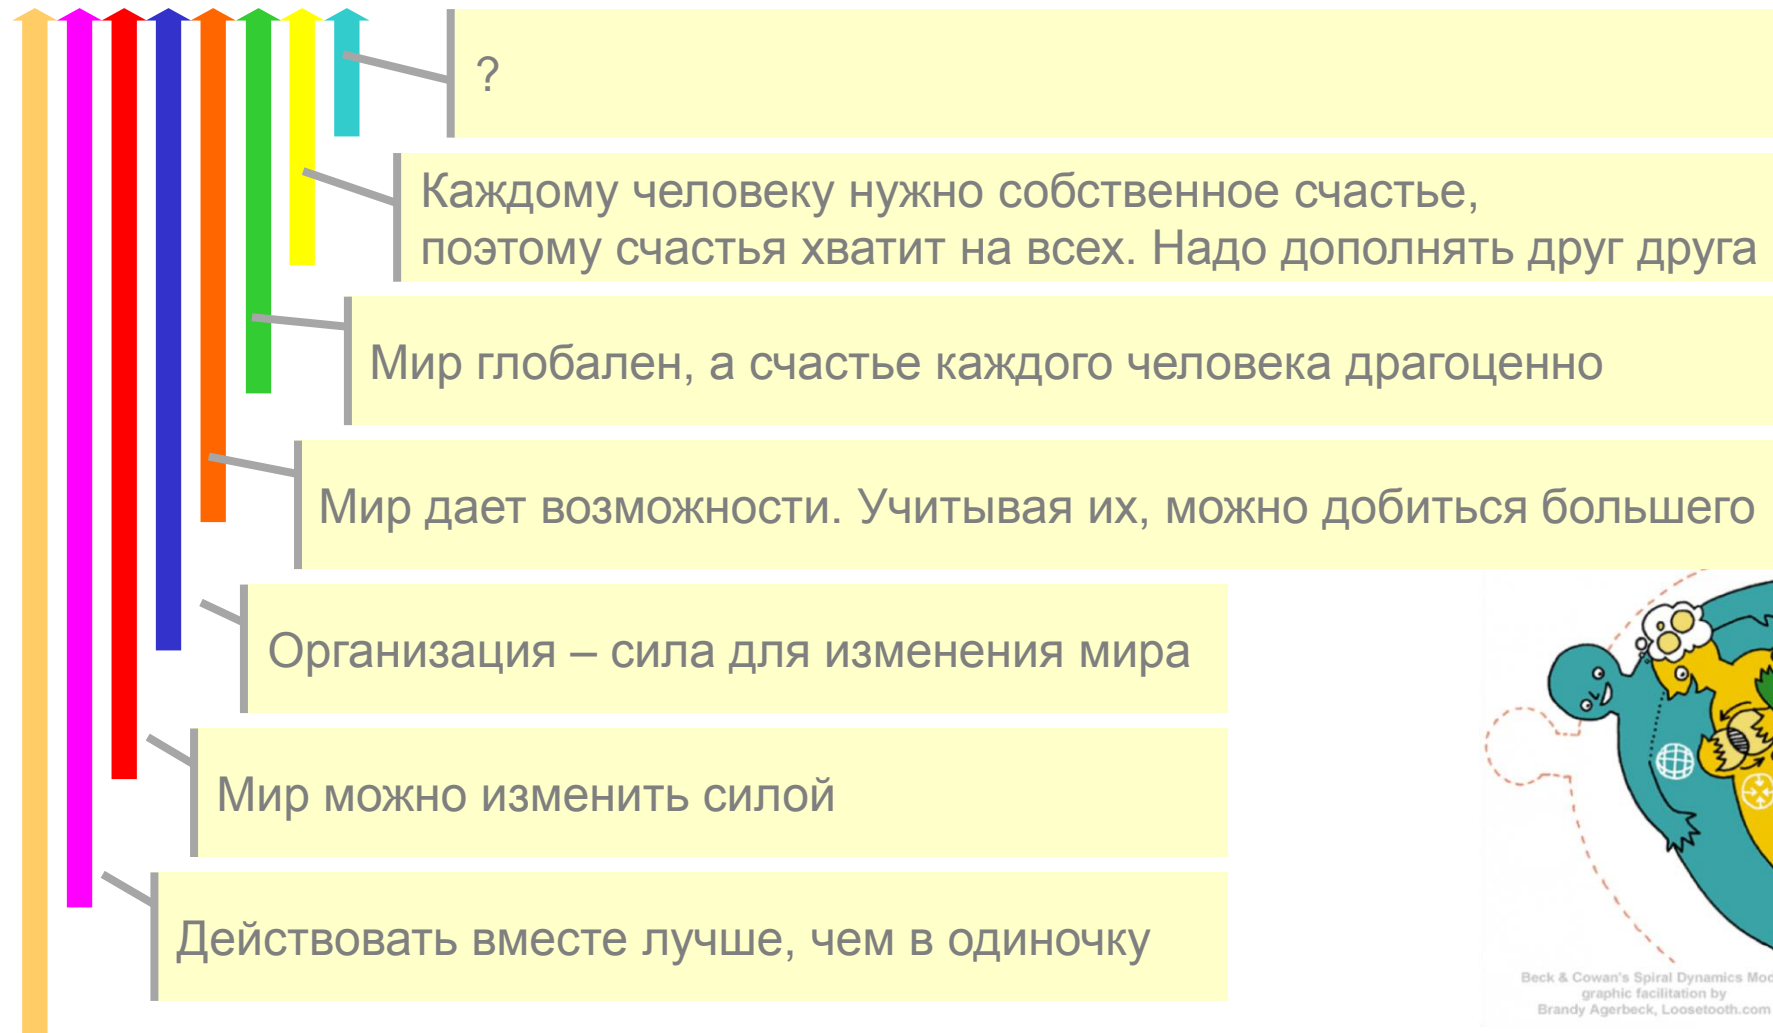 ?
Каждому человеку нужно собственное счастье,
поэтому счастья хватит на всех. Надо дополнять друг друга
Мир глобален, а счастье каждого человека драгоценно
Мир дает возможности. Учитывая их, можно добиться большего
Организация – сила для изменения мира
Мир можно изменить силой
Действовать вместе лучше, чем в одиночку
Beck & Cowan's Spiral Dynamics
graphic facilitation by
Brandy Agerbeck, Loosetooth.com